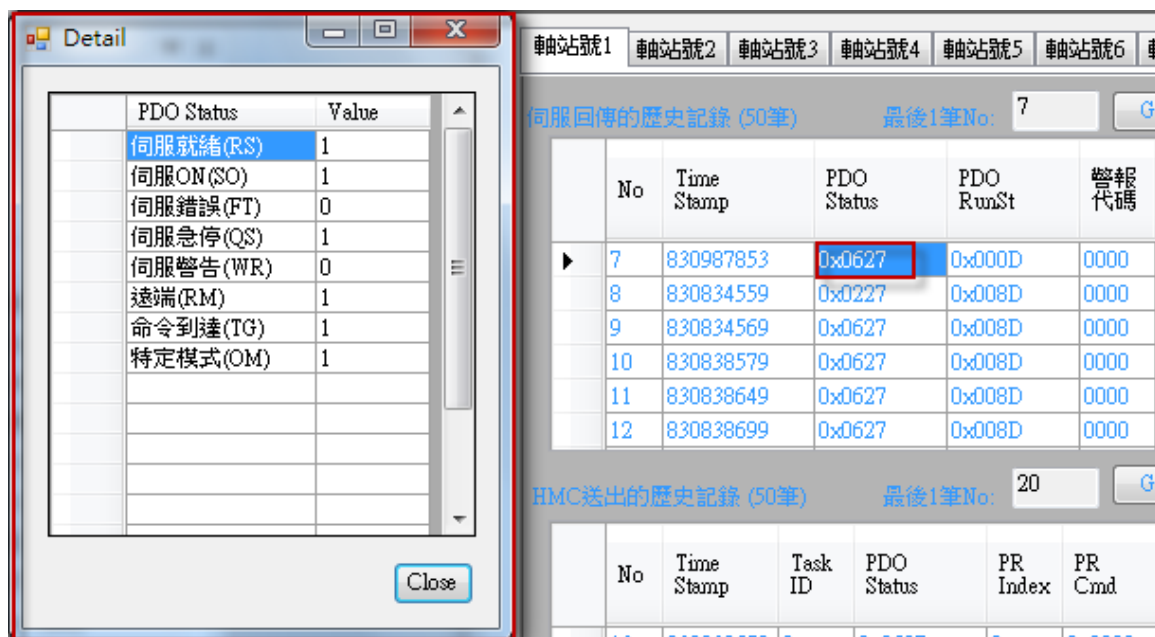 Detail
PDO Status Value
伺服就緒(RS) 1
伺服ON(SO) 1
伺服錯誤(FT) 0
伺服急停(QS) 1
伺服警告(WR) 0
遠端(RM) 1
命令到達(TG) 1
特定模式(OM) 1
Close
軸站號1 軸站號2 軸站號3 軸站號4 軸站號5 軸站號6
伺服回傳的歷史記錄 (50筆) 最後1筆No: 7 G
No Time Stamp PDO Status PDO RunSt 警報代碼
7 830987853 0x0627 0x000D 0000
8 830834559 0x0227 0x008D 0000
9 830834569 0x0627 0x008D 0000
10 830838579 0x0627 0x008D 0000
11 830838649 0x0627 0x008D 0000
12 830838699 0x0627 0x008D 0000
HMC送出的歷史記錄 (50筆) 最後1筆No: 20 G
No Time Stamp Task ID PDO Status PR Index PR Cmd